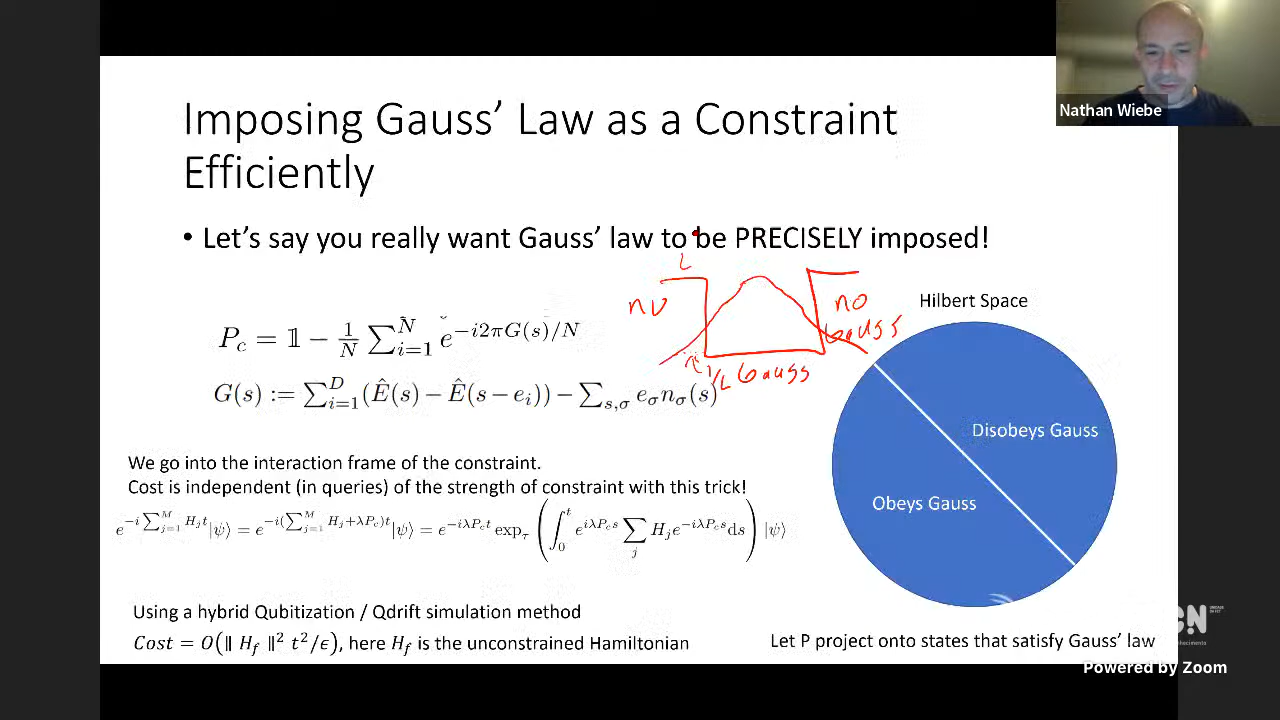 Nathan Wiebe
Imposing Gauss’ Law as a Constraint
Efficiently
• Let’s say you really want Gauss’ law to be PRECISELY imposed!
L
no
no
Gauss
1/L Gauss
Hilbert Space
P_c = 𝟙 − 1/N ∑_{i=1}^{N} e^{−i2πG(s)/N}
G(s) := ∑_{i=1}^{D} (Ê(s) − Ê(s − e_i)) − ∑_{s,σ} e_σ n_σ(s)
Disobeys Gauss
Obeys Gauss
We go into the interaction frame of the constraint.
Cost is independent (in queries) of the strength of constraint with this trick!
e^{−i ∑_{j=1}^{M} H_j t}|ψ⟩ = e^{−i(∑_{j=1}^{M} H_j + λP_c)t}|ψ⟩ = e^{−iλP_c t} exp_τ (∫_0^t e^{iλP_c s} ∑_j H_j e^{−iλP_c s} ds) |ψ⟩
Using a hybrid Qubitization / Qdrift simulation method
Cost = O(∥ H_f ∥² t²/ϵ), here H_f is the unconstrained Hamiltonian
Let P project onto states that satisfy Gauss’ law
Powered by Zoom